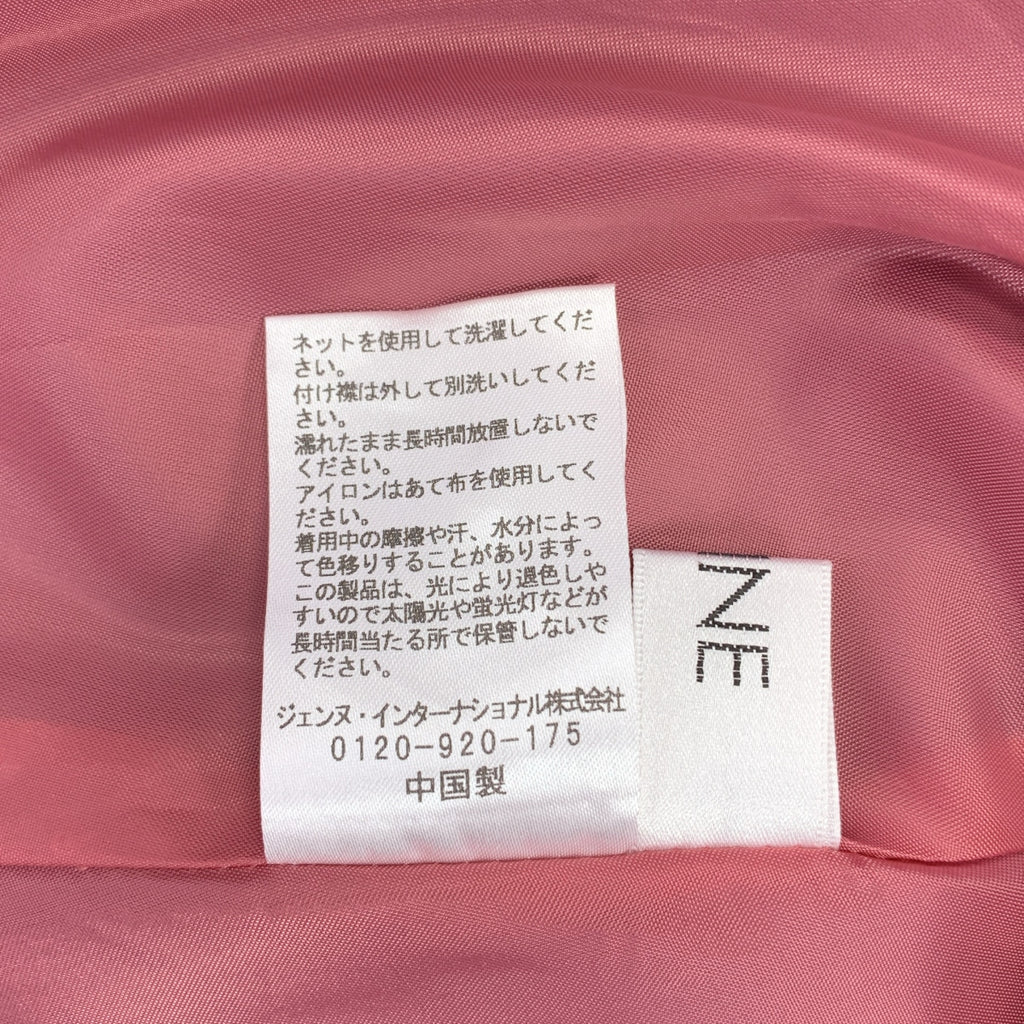 ネットを使用して洗濯してくだ
さい。
付け襟は外して別洗いしてくだ
さい。
濡れたまま長時間放置しないで
ください。
アイロンはあて布を使用してく
ださい。
着用中の摩擦や汗、水分によっ
て色移りすることがあります。
この製品は、光により退色しや
すいので太陽光や蛍光灯などが
長時間当たる所で保管しないで
ください。
ジェンヌ・インターナショナル株式会社
0120-920-175
中国製
NE